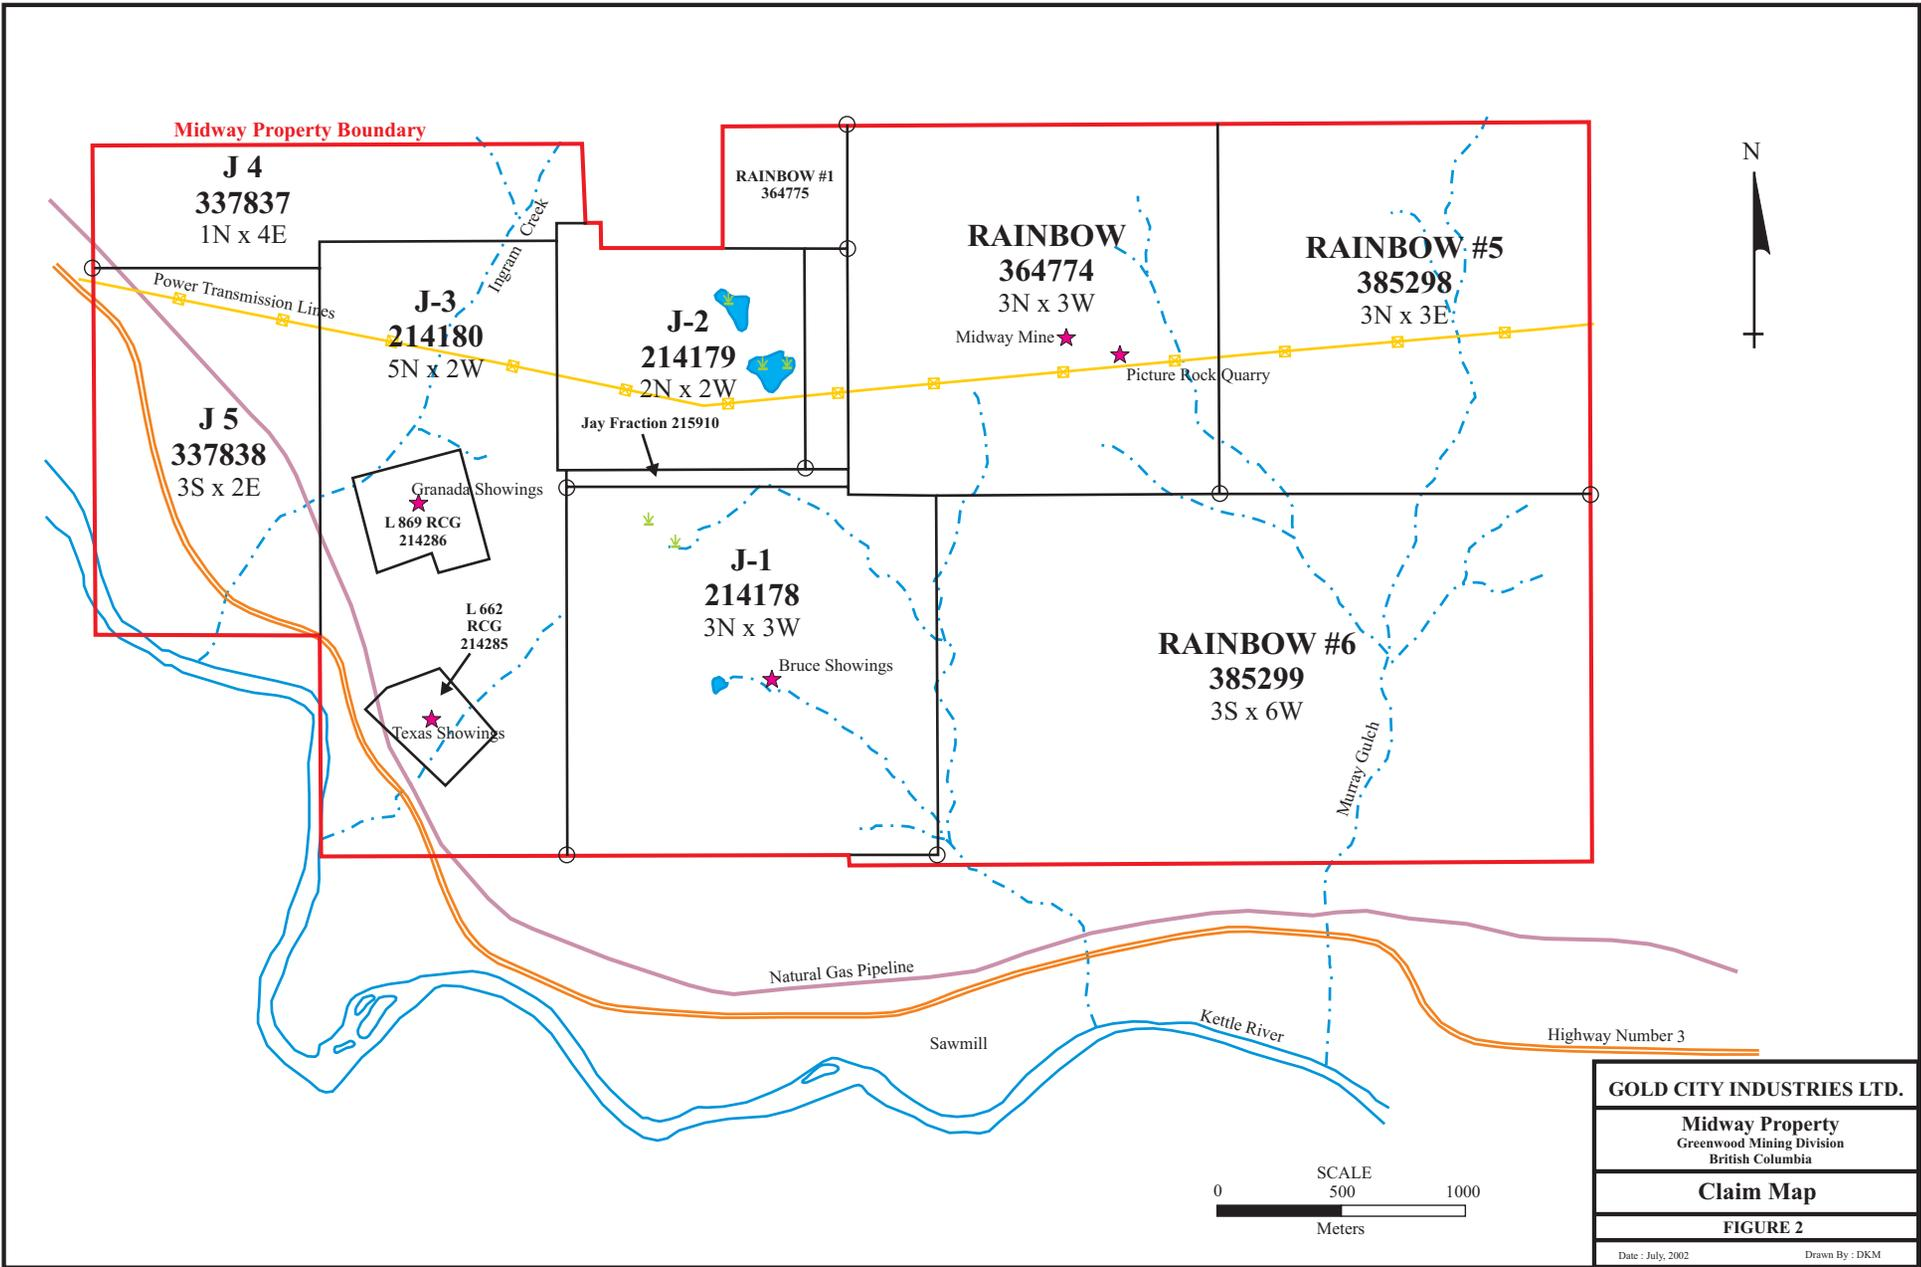 Midway Property Boundary
J 4
337837
1N x 4E
RAINBOW #1
364775
N
Ingram Creek
RAINBOW
364774
3N x 3W
RAINBOW #5
385298
3N x 3E
Power Transmission Lines
J-3
214180
5N x 2W
J-2
214179
2N x 2W
Midway Mine
Picture Rock Quarry
J 5
337838
3S x 2E
Jay Fraction 215910
Granada Showings
L 869 RCG
214286
J-1
214178
3N x 3W
L 662
RCG
214285
RAINBOW #6
385299
3S x 6W
Bruce Showings
Texas Showings
Murray Gulch
Natural Gas Pipeline
Kettle River
Sawmill
Highway Number 3
SCALE
0 500 1000
Meters
GOLD CITY INDUSTRIES LTD.
Midway Property
Greenwood Mining Division
British Columbia
Claim Map
FIGURE 2
Date : July, 2002 Drawn By : DKM